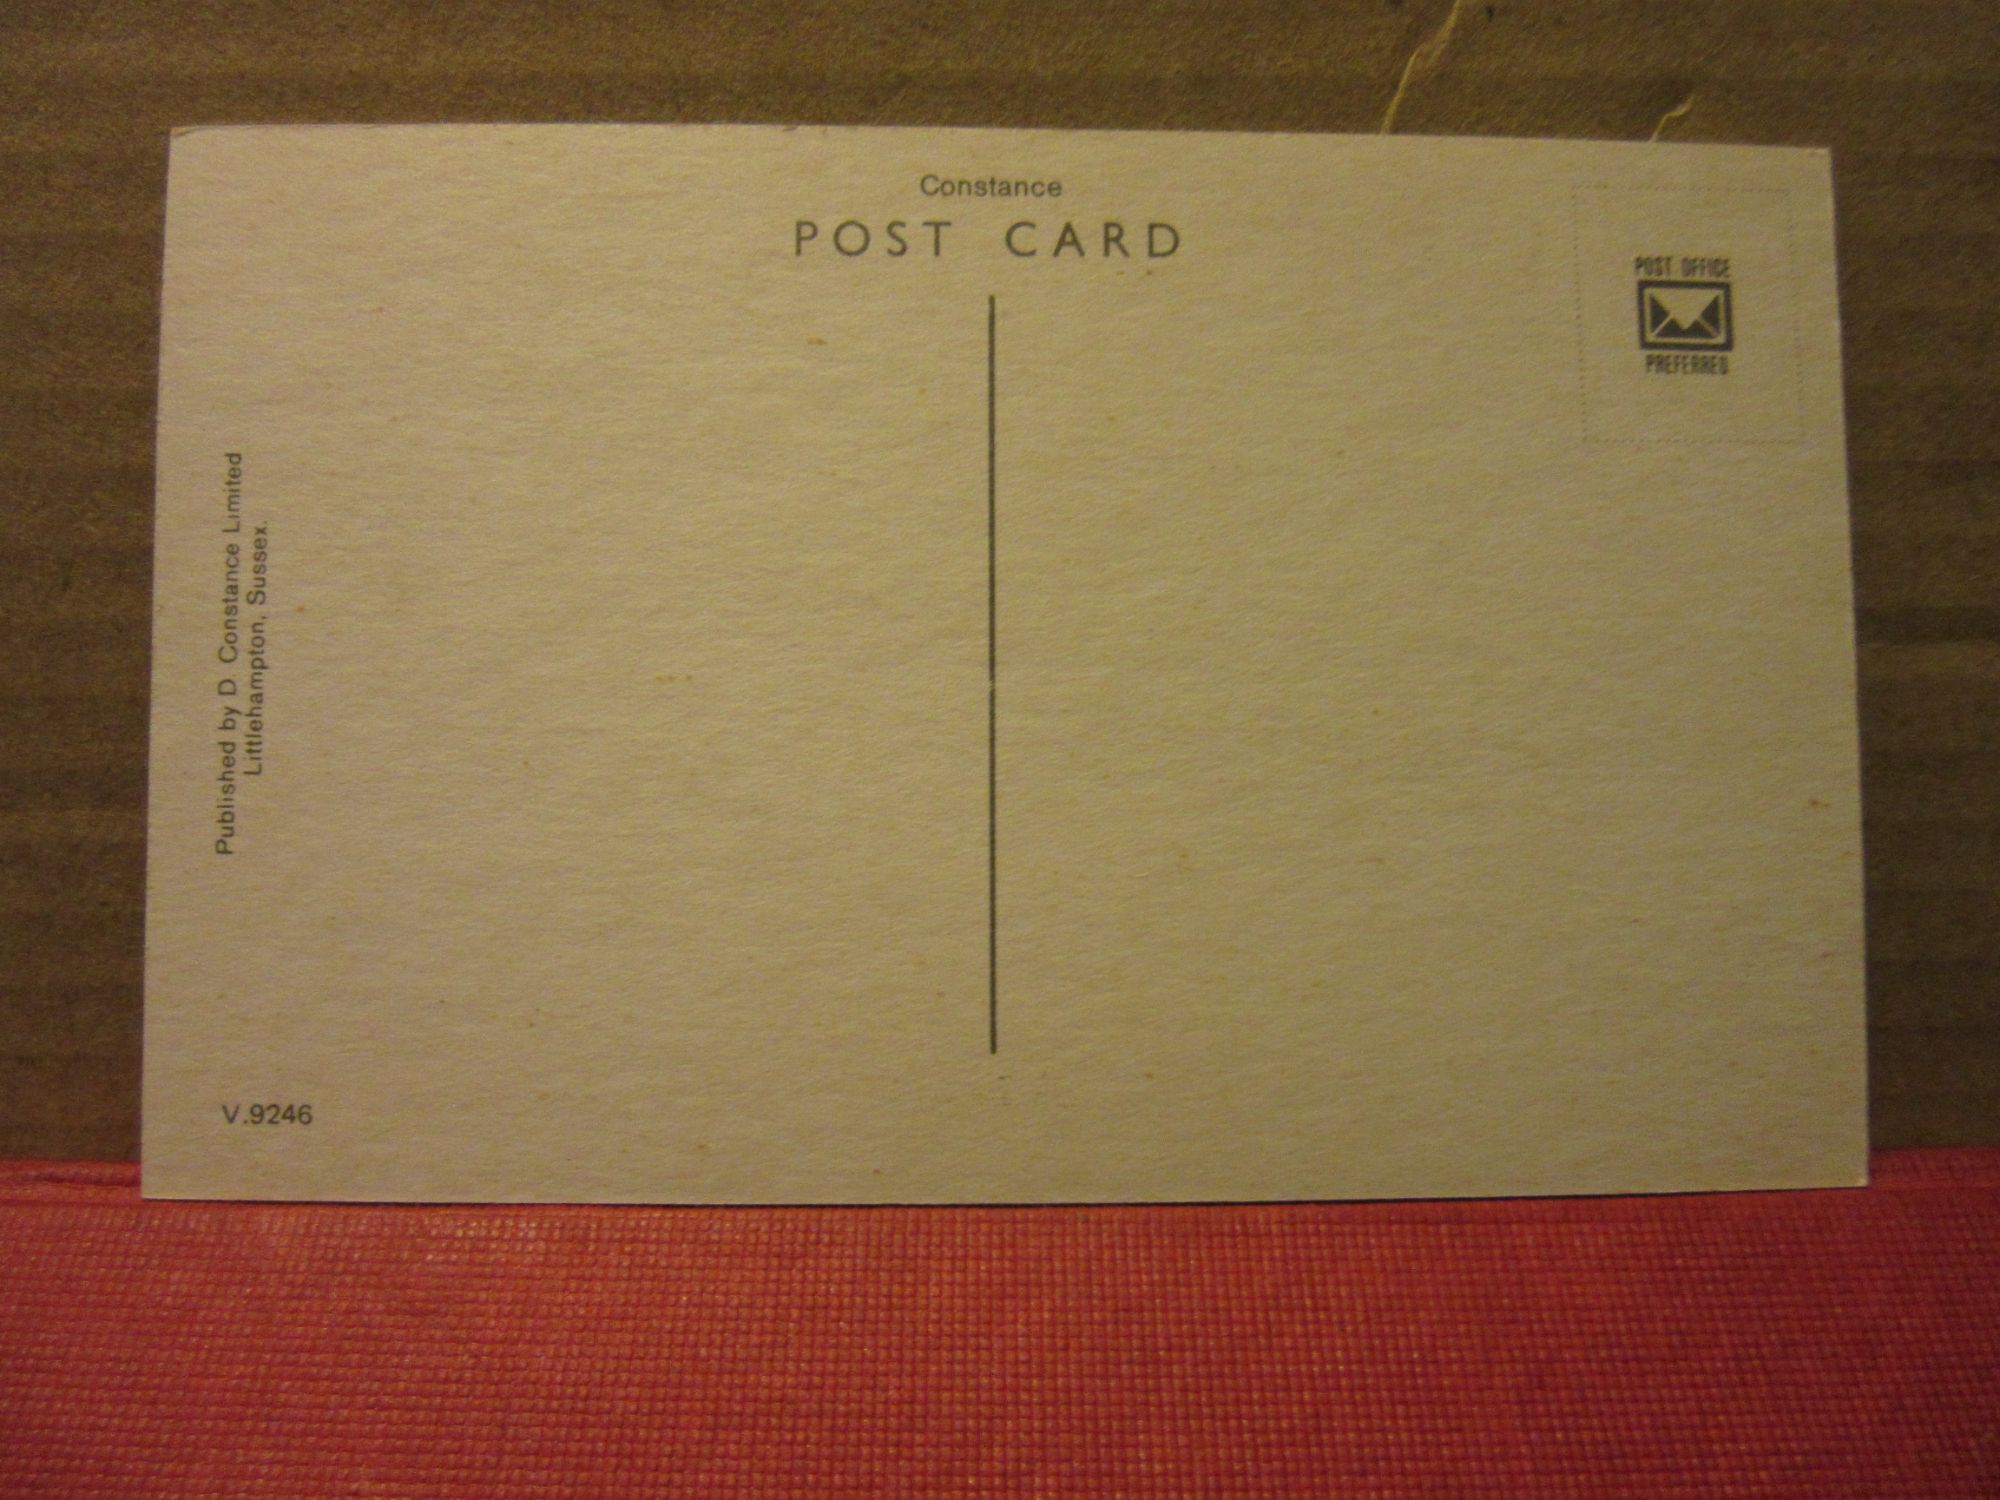 Constance
POST CARD
POST OFFICE
PREFERRED
Published by D Constance Limited
Littlehampton, Sussex.
V.9246